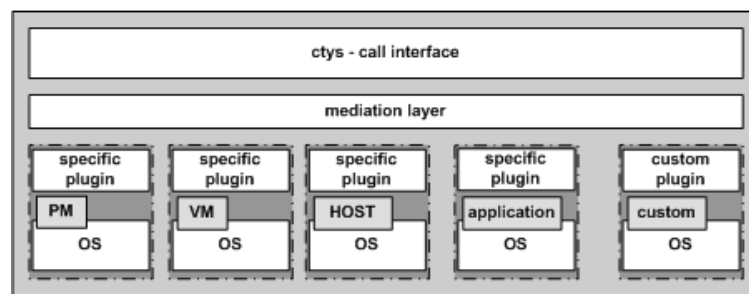 ctys - call interface
mediation layer
specific plugin
PM
OS
specific plugin
VM
OS
specific plugin
HOST
OS
specific plugin
application
OS
custom plugin
custom
OS